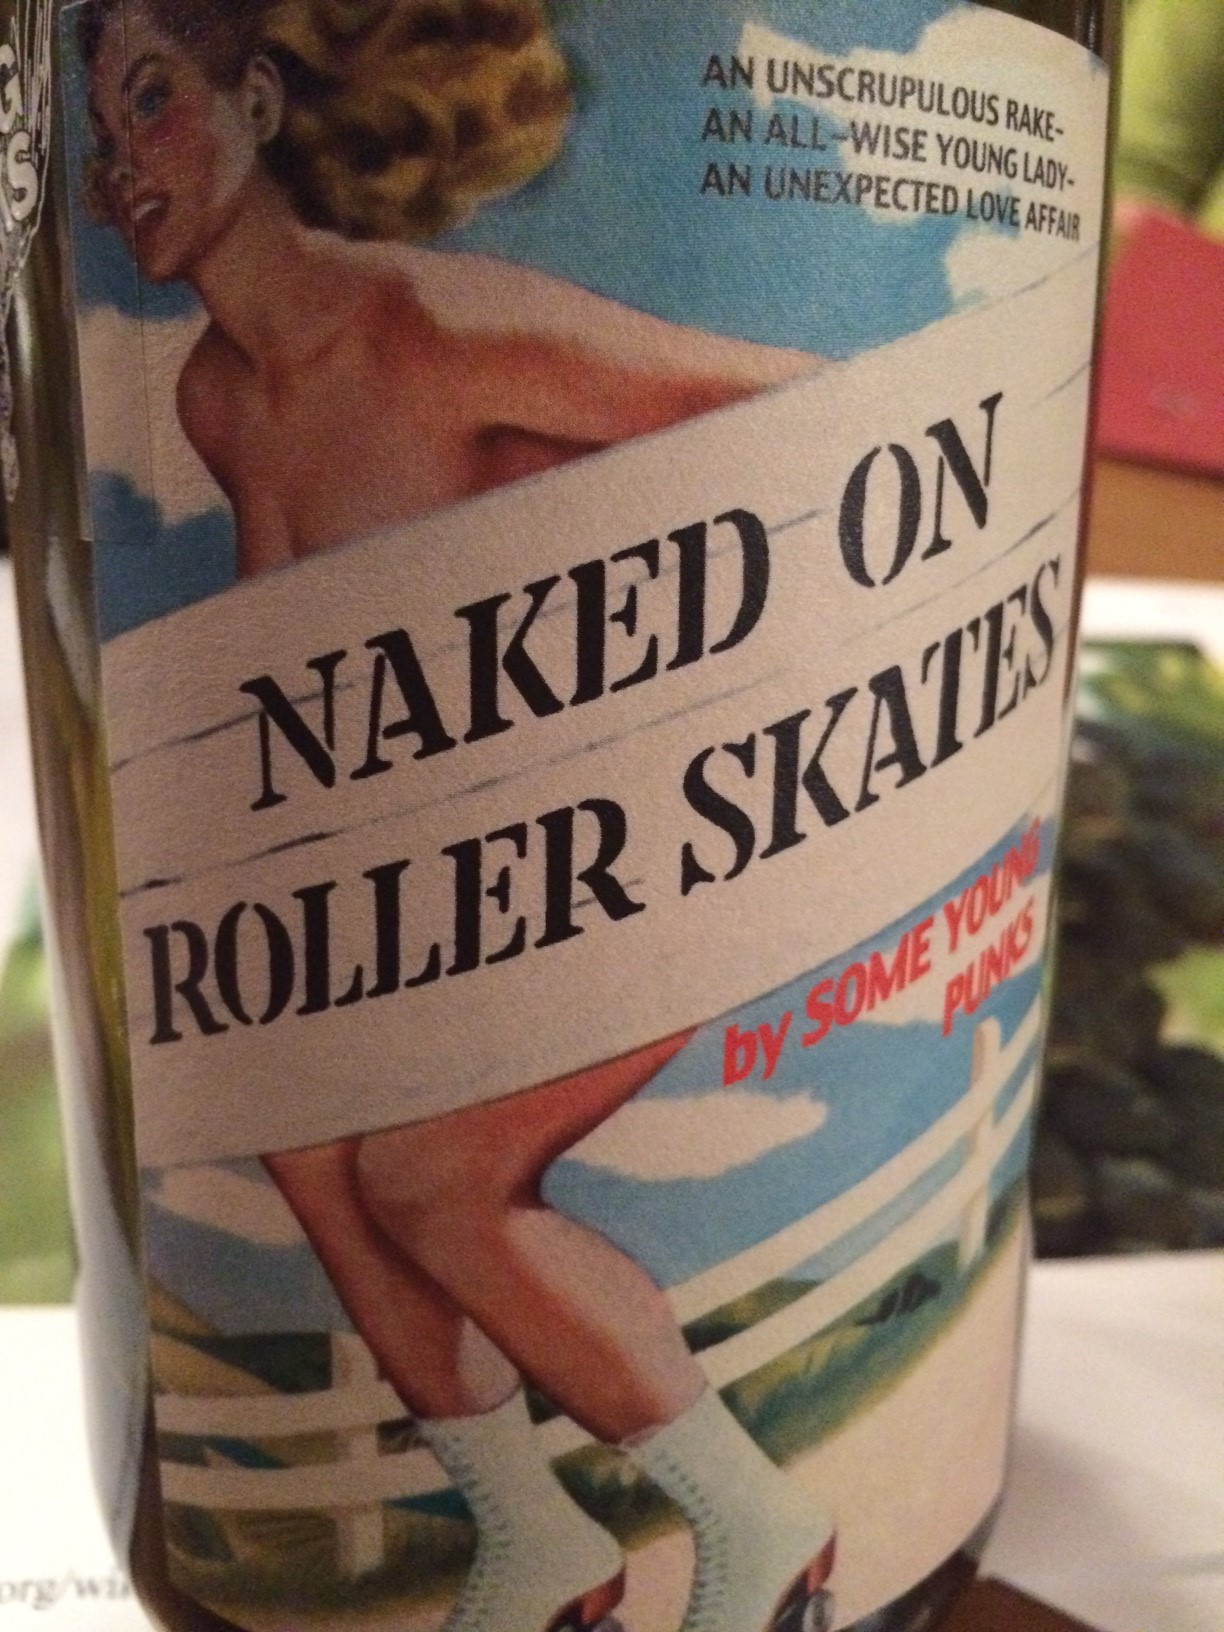 AN UNSCRUPULOUS RAKE-
AN ALL-WISE YOUNG LADY-
AN UNEXPECTED LOVE AFFAIR
NAKED ON
ROLLER SKATES
by SOME YOUNG
PUNKS